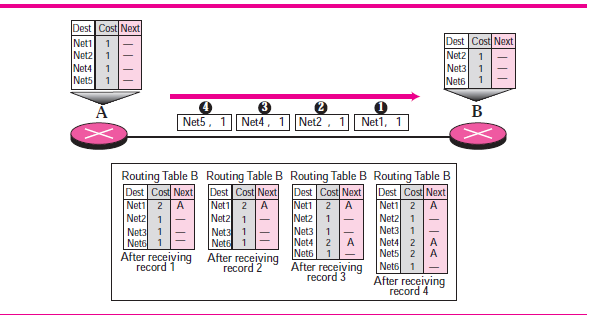 Dest Cost Next
Net1 1 —
Net2 1 —
Net4 1 —
Net5 1 —
A
Dest Cost Next
Net2 1 —
Net3 1 —
Net6 1 —
B
4 3 2 1
Net5 , 1 Net4 , 1 Net2 , 1 Net1, 1
Routing Table B
Dest Cost Next
Net1 2 A
Net2 1 —
Net3 1 —
Net6 1 —
After receiving
record 1
Routing Table B
Dest Cost Next
Net1 2 A
Net2 1 —
Net3 1 —
Net6 1 —
After receiving
record 2
Routing Table B
Dest Cost Next
Net1 2 A
Net2 1 —
Net3 1 —
Net4 2 A
Net6 1 —
After receiving
record 3
Routing Table B
Dest Cost Next
Net1 2 A
Net2 1 —
Net3 1 —
Net4 2 A
Net5 2 A
Net6 1 —
After receiving
record 4